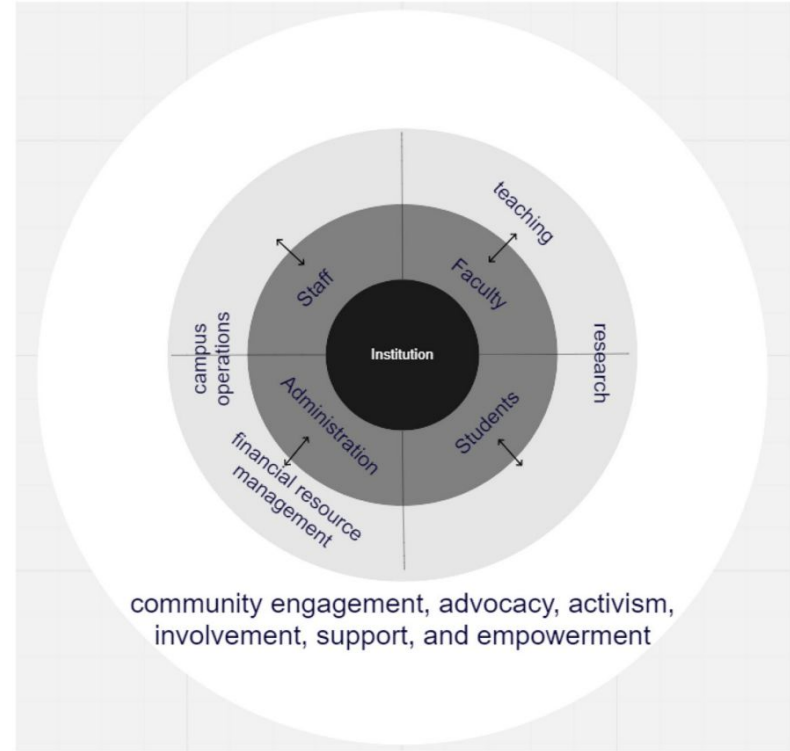 teaching
Staff
Faculty
campus
operations
Institution
research
Administration
Students
financial resource
management
community engagement, advocacy, activism,
involvement, support, and empowerment